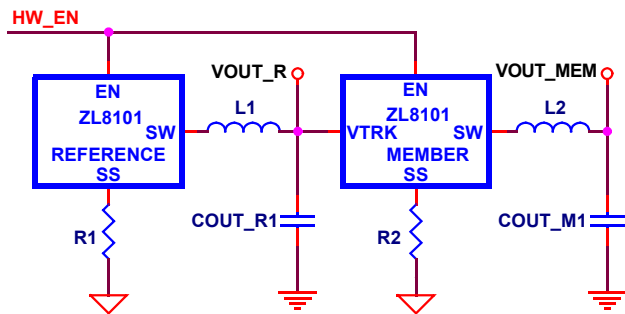 HW_EN
VOUT_R
VOUT_MEM
EN
ZL8101
SW
REFERENCE
SS
L1
VTRK
EN
ZL8101
SW
MEMBER
SS
L2
R1
COUT_R1
R2
COUT_M1